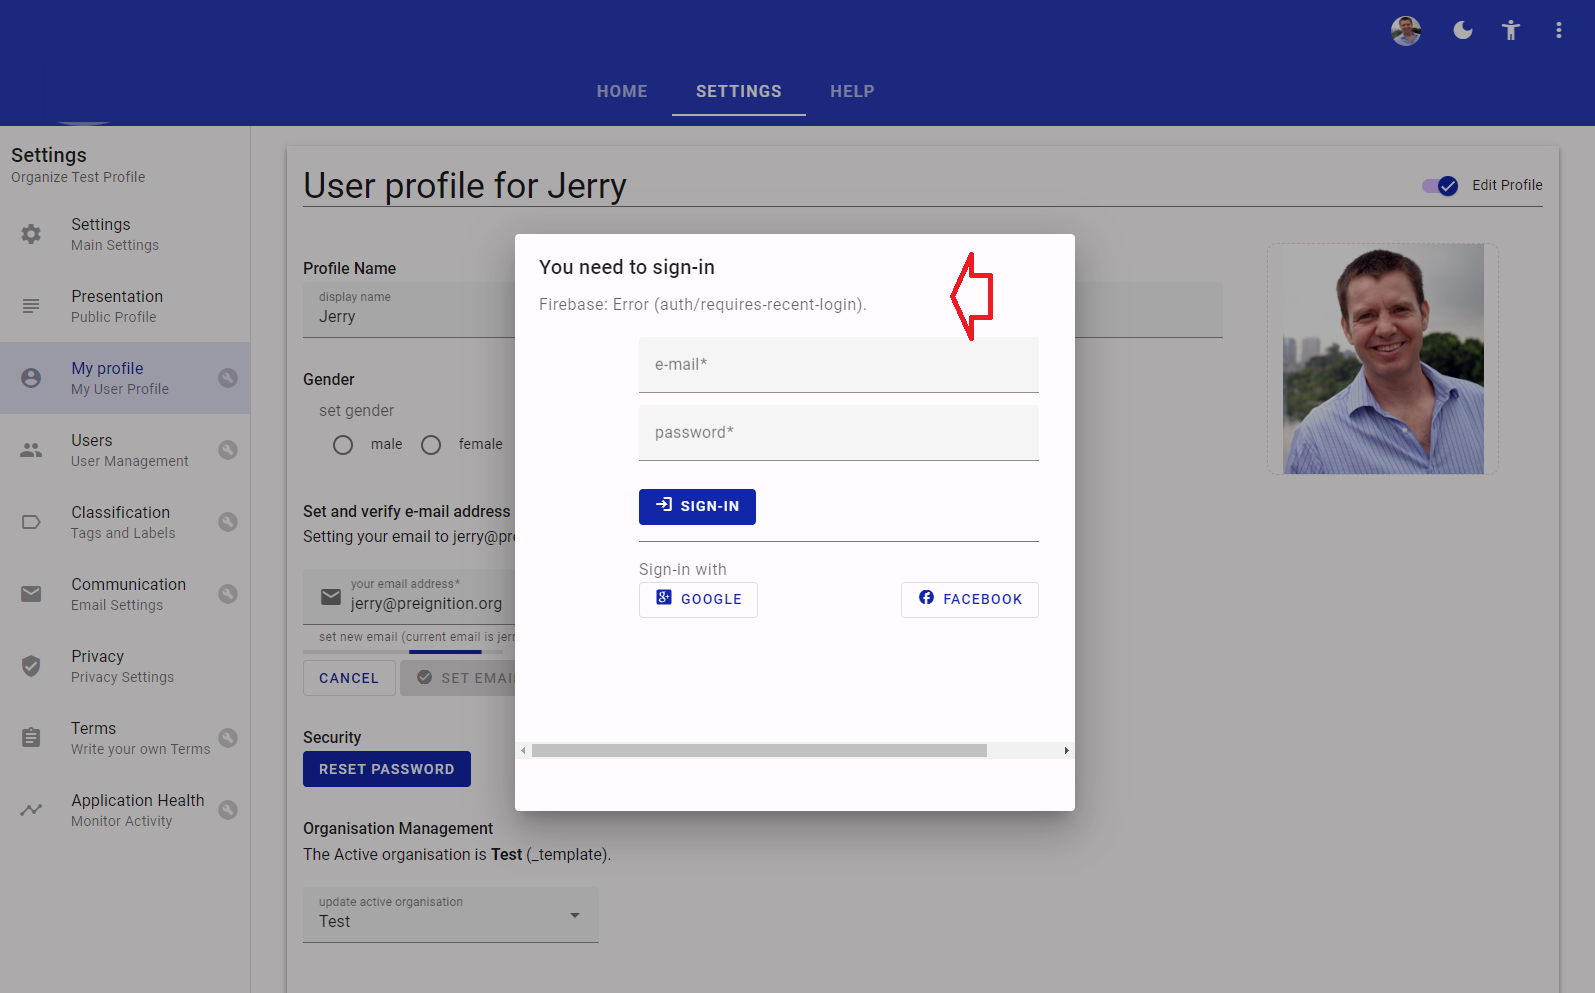 HOME
SETTINGS
HELP
Settings
Organize Test Profile
Settings
Main Settings
Presentation
Public Profile
My profile
My User Profile
Users
User Management
Classification
Tags and Labels
Communication
Email Settings
Privacy
Privacy Settings
Terms
Write your own Terms
Application Health
Monitor Activity
User profile for Jerry
Edit Profile
Profile Name
display name
Jerry
Gender
set gender
male
female
Set and verify e-mail address
Setting your email to jerry@pre
your email address*
jerry@preignition.org
set new email (current email is jerr
CANCEL
SET EMAI
Security
RESET PASSWORD
Organisation Management
The Active organisation is Test (_template).
update active organisation
Test
You need to sign-in
Firebase: Error (auth/requires-recent-login).
e-mail*
password*
SIGN-IN
Sign-in with
GOOGLE
FACEBOOK